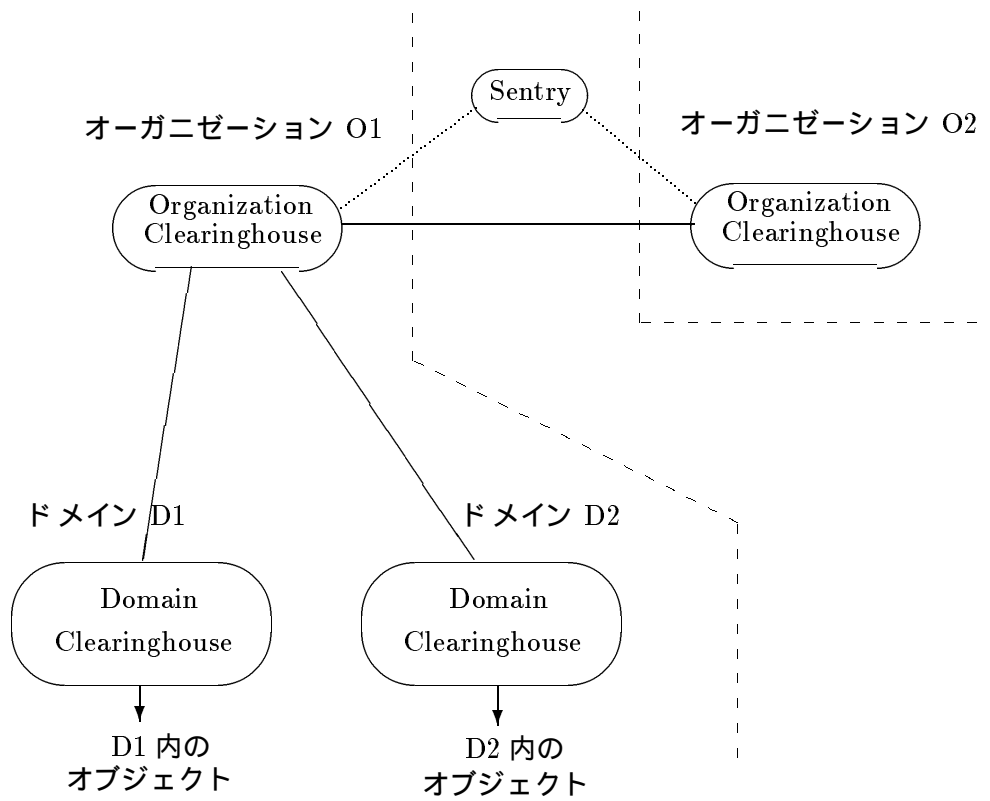 Sentry
オーガニゼーション O1
オーガニゼーション O2
Organization
Clearinghouse
Organization
Clearinghouse
ドメイン D1
ドメイン D2
Domain
Clearinghouse
Domain
Clearinghouse
D1 内の
オブジェクト
D2 内の
オブジェクト